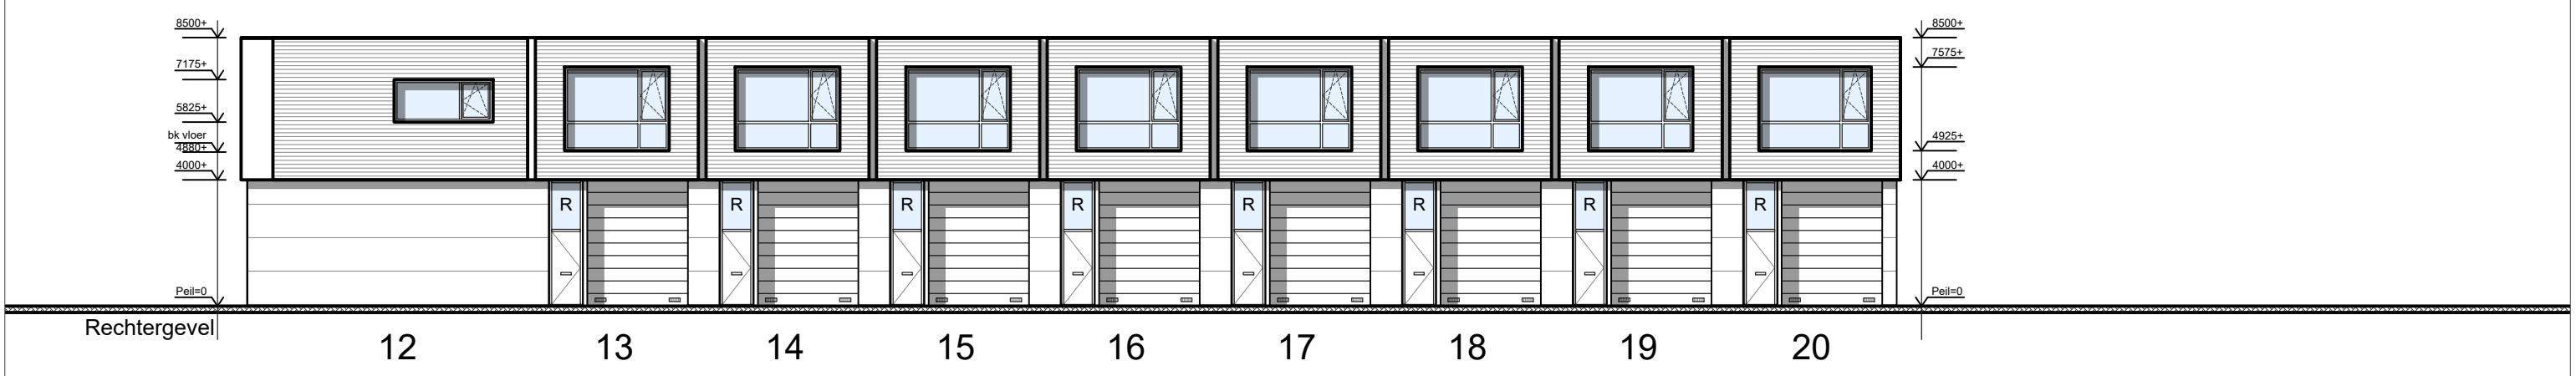 8500+
7175+
5825+
bk vloer
4880+
4000+
Peil=0
8500+
7575+
4925+
4000+
Peil=0
R R R R R R R R
Rechtergevel
12 13 14 15 16 17 18 19 20